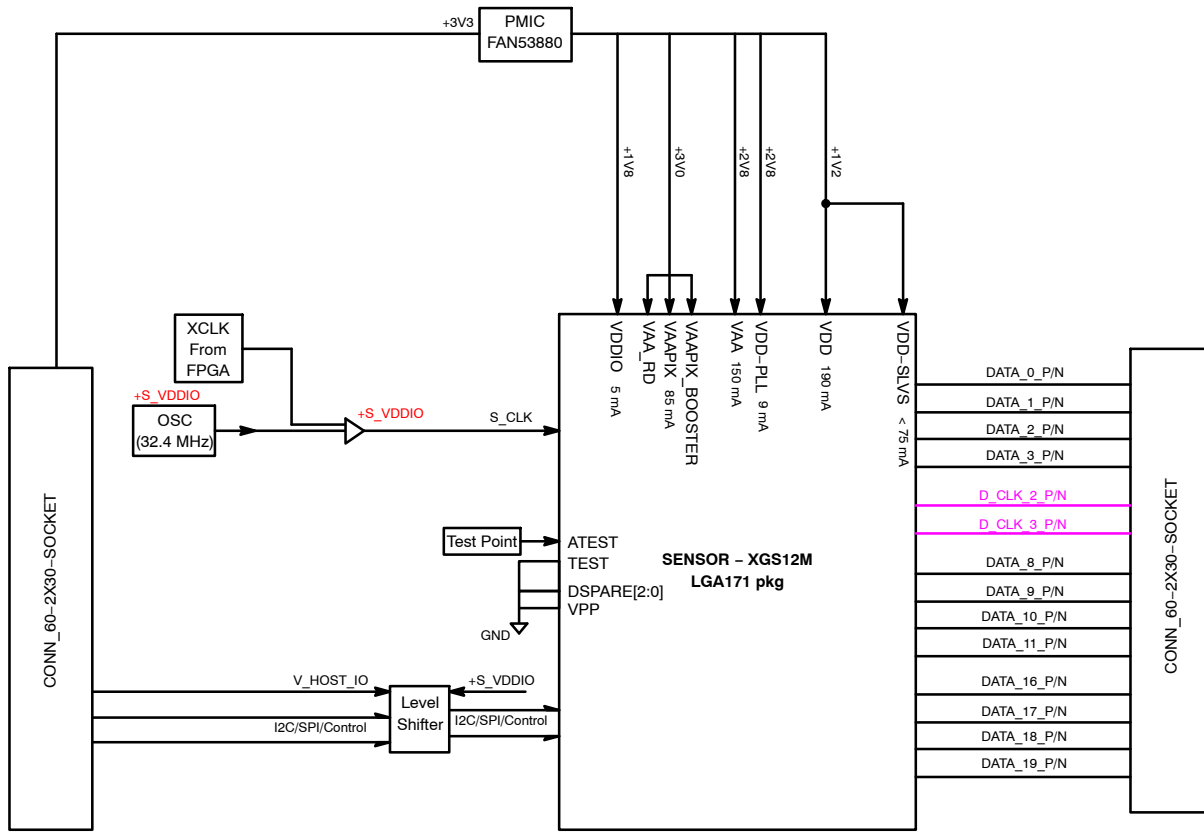 +3V3
PMIC
FAN53880
+1V8
+3V0
+2V8
+2V8
+1V2
XCLK
From
FPGA
+S_VDDIO
OSC
(32.4 MHz)
+S_VDDIO
S_CLK
VDDIO 5 mA
VAA_RD
VAAPIX 85 mA
VAAPIX_BOOSTER
VAA 150 mA
VDD-PLL 9 mA
VDD 190 mA
VDD-SLVS < 75 mA
DATA_0_P/N
DATA_1_P/N
DATA_2_P/N
DATA_3_P/N
D_CLK_2_P/N
D_CLK_3_P/N
DATA_8_P/N
DATA_9_P/N
DATA_10_P/N
DATA_11_P/N
DATA_16_P/N
DATA_17_P/N
DATA_18_P/N
DATA_19_P/N
CONN_60-2X30-SOCKET
CONN_60-2X30-SOCKET
Test Point
ATEST
TEST
DSPARE[2:0]
VPP
GND
SENSOR - XGS12M
LGA171 pkg
V_HOST_IO
+S_VDDIO
Level
Shifter
I2C/SPI/Control
I2C/SPI/Control